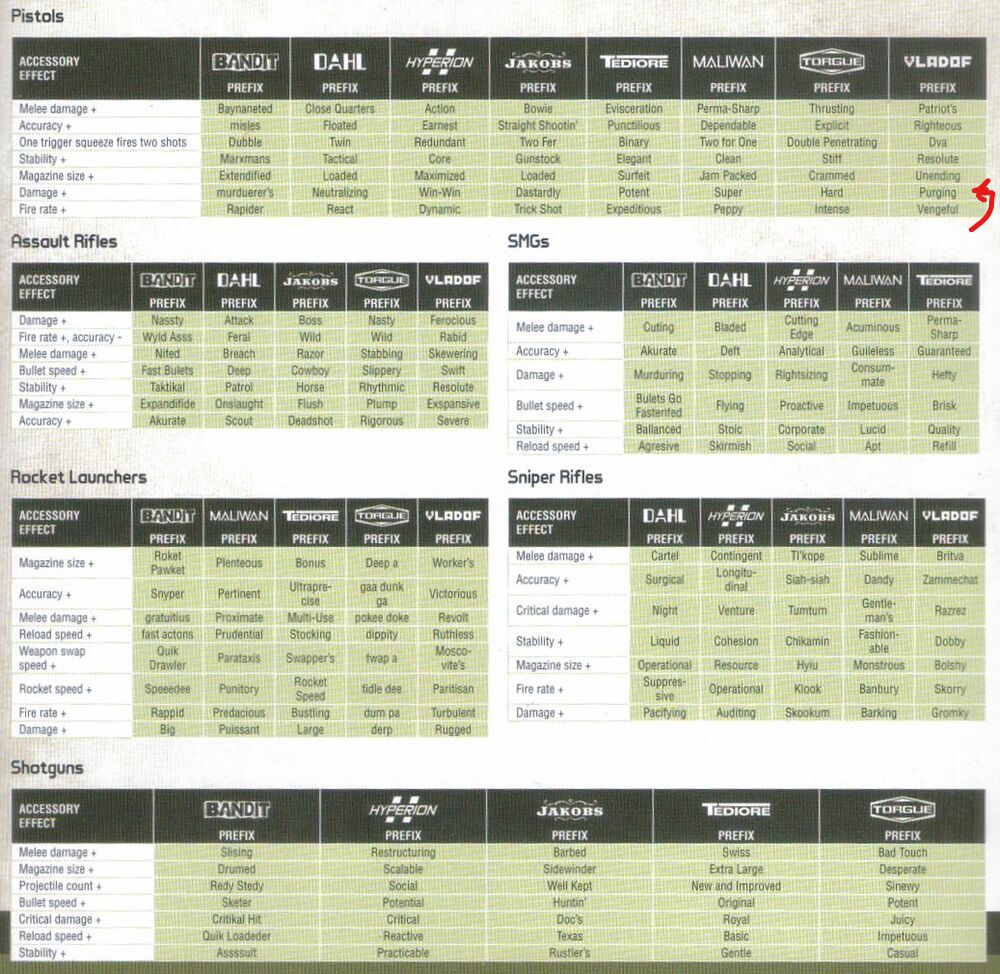 Pistols
ACCESSORY EFFECT BANDIT PREFIX DAHL PREFIX HYPERION PREFIX JAKOBS PREFIX TEDIORE PREFIX MALIWAN PREFIX TORGUE PREFIX VLADOF PREFIX
Melee damage + Baynaneted Close Quarters Action Bowie Evisceration Perma-Sharp Thrusting Patriot's
Accuracy + misles Floated Earnest Straight Shootin' Punctilious Dependable Explicit Righteous
One trigger squeeze fires two shots Dubble Twin Redundant Two Fer Binary Two for One Double Penetrating Dva
Stability + Marxmans Tactical Core Gunstock Elegant Clean Stiff Resolute
Magazine size + Extendified Loaded Maximized Loaded Surfeit Jam Packed Crammed Unending
Damage + murduerer's Neutralizing Win-Win Dastardly Potent Super Hard Purging
Fire rate + Rapider React Dynamic Trick Shot Expeditious Peppy Intense Vengeful
Assault Rifles
ACCESSORY EFFECT BANDIT PREFIX DAHL PREFIX JAKOBS PREFIX TORGUE PREFIX VLADOF PREFIX
Damage + Nassty Attack Boss Nasty Ferocious
Fire rate +, accuracy - Wyld Asss Feral Wild Wild Rabid
Melee damage + Nifed Breach Razor Stabbing Skewering
Bullet speed + Fast Bulets Deep Cowboy Slippery Swift
Stability + Taktikal Patrol Horse Rhythmic Resolute
Magazine size + Expandifide Onslaught Flush Plump Exspansive
Accuracy + Akurate Scout Deadshot Rigorous Severe
SMGs
ACCESSORY EFFECT BANDIT PREFIX DAHL PREFIX HYPERION PREFIX MALIWAN PREFIX TEDIORE PREFIX
Melee damage + Cuting Bladed Cutting Edge Acuminous Perma-Sharp
Accuracy + Akurate Deft Analytical Guileless Guaranteed
Damage + Murduring Stopping Rightsizing Consum-mate Hefty
Bullet speed + Bulets Go Fasterifed Flying Proactive Impetuous Brisk
Stability + Ballanced Stoic Corporate Lucid Quality
Reload speed + Agresive Skirmish Social Apt Refill
Rocket Launchers
ACCESSORY EFFECT BANDIT PREFIX MALIWAN PREFIX TEDIORE PREFIX TORGUE PREFIX VLADOF PREFIX
Magazine size + Roket Pawket Plenteous Bonus Deep a Worker's
Accuracy + Snyper Pertinent Ultrapre-cise gaa dunk ga Victorious
Melee damage + gratuitius Proximate Multi-Use pokee doke Revolt
Reload speed + fast actons Prudential Stocking dippity Ruthless
Weapon swap speed + Quik Drawler Parataxis Swapper's fwap a Mosco-vite's
Rocket speed + Speeedee Punitory Rocket Speed fidle dee Paritisan
Fire rate + Rappid Predacious Bustling dum pa Turbulent
Damage + Big Puissant Large derp Rugged
Sniper Rifles
ACCESSORY EFFECT DAHL PREFIX HYPERION PREFIX JAKOBS PREFIX MALIWAN PREFIX VLADOF PREFIX
Melee damage + Cartel Contingent Tl'kope Sublime Britva
Accuracy + Surgical Longitu-dinal Siah-siah Dandy Zammechat
Critical damage + Night Venture Tumtum Gentle-man's Razrez
Stability + Liquid Cohesion Chikamin Fashion-able Dobby
Magazine size + Operational Resource Hyiu Monstrous Bolshy
Fire rate + Suppres-sive Operational Klook Banbury Skorry
Damage + Pacifying Auditing Skookum Barking Gromky
Shotguns
ACCESSORY EFFECT BANDIT PREFIX HYPERION PREFIX JAKOBS PREFIX TEDIORE PREFIX TORGUE PREFIX
Melee damage + Slising Restructuring Barbed Swiss Bad Touch
Magazine size + Drumed Scalable Sidewinder Extra Large Desperate
Projectile count + Redy Stedy Social Well Kept New and Improved Sinewy
Bullet speed + Sketer Potential Huntin' Original Potent
Critical damage + Critikal Hit Critical Doc's Royal Juicy
Reload speed + Quik Loadeder Reactive Texas Basic Impetuous
Stability + Assssult Practicable Rustler's Gentle Casual